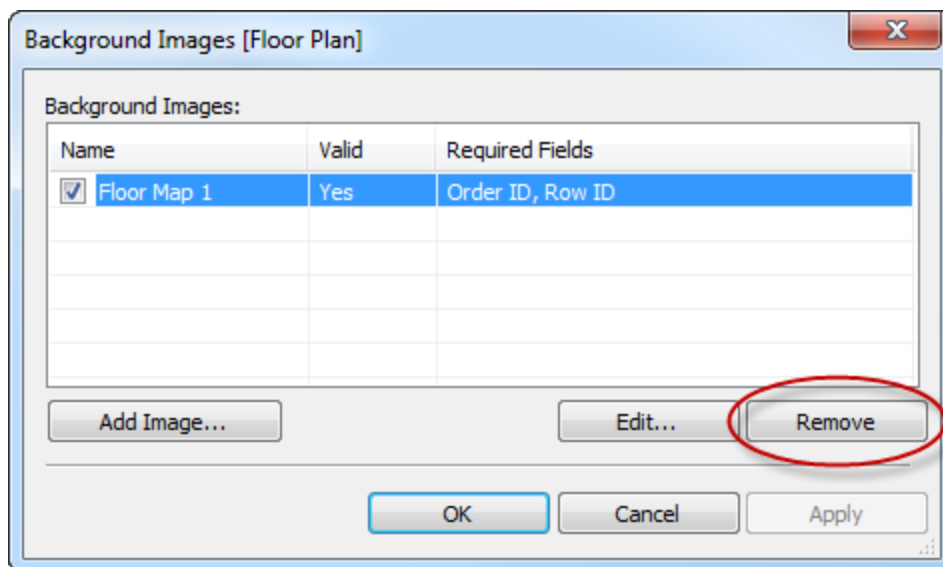 Background Images [Floor Plan]
Background Images:
Name Valid Required Fields
Floor Map 1 Yes Order ID, Row ID
Add Image... Edit... Remove
OK Cancel Apply